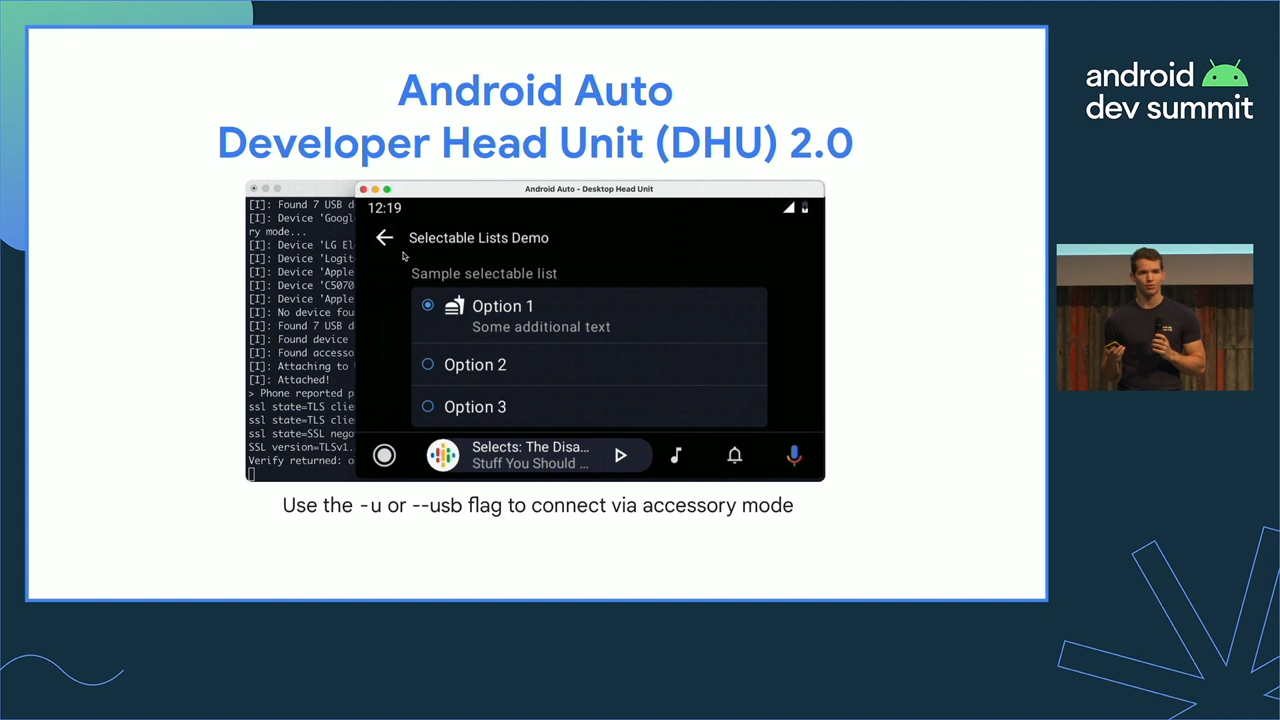 Android Auto
Developer Head Unit (DHU) 2.0
android
dev summit
Android Auto - Desktop Head Unit
[I]: Found 7 USB d
[I]: Device 'Googl
ry mode...
[I]: Device 'LG El
[I]: Device 'Logit
[I]: Device 'Apple
[I]: Device 'C5070
[I]: Device 'Apple
[I]: No device fou
[I]: Found 7 USB d
[I]: Found device
[I]: Found accesso
[I]: Attaching to
[I]: Attached!
> Phone reported p
ssl state=TLS clie
ssl state=TLS clie
ssl state=SSL nego
SSL version=TLSv1.
Verify returned: o
12:19
Selectable Lists Demo
Sample selectable list
Option 1
Some additional text
Option 2
Option 3
Selects: The Disa...
Stuff You Should ...
Use the -u or --usb flag to connect via accessory mode